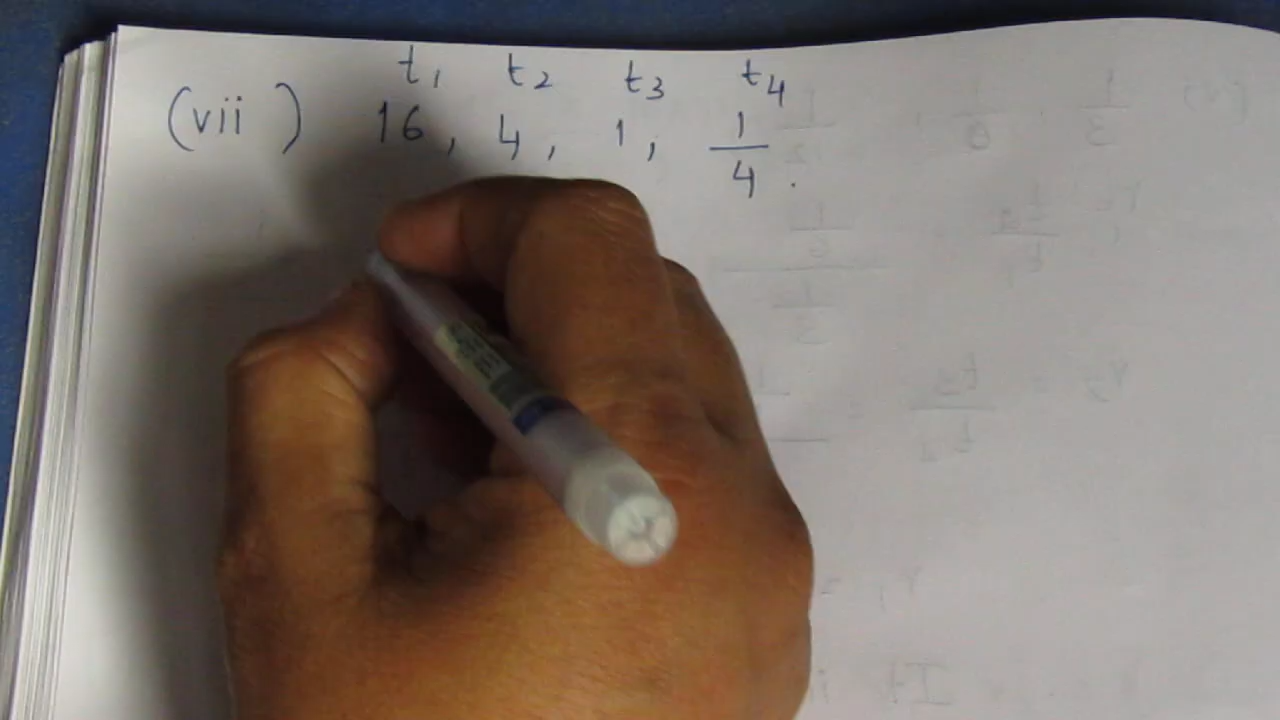 t1 t2 t3 t4
(vii) 16, 4, 1, 1/4.